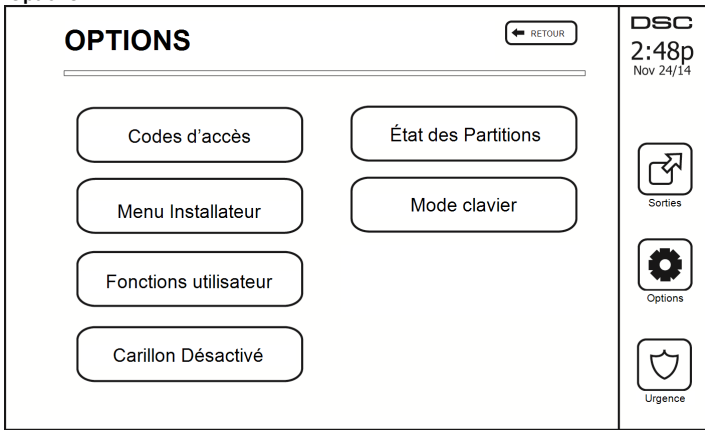 OPTIONS
RETOUR
DSC
2:48p
Nov 24/14
Codes d'accès
État des Partitions
Menu Installateur
Mode clavier
Fonctions utilisateur
Carillon Désactivé
Sorties
Options
Urgence